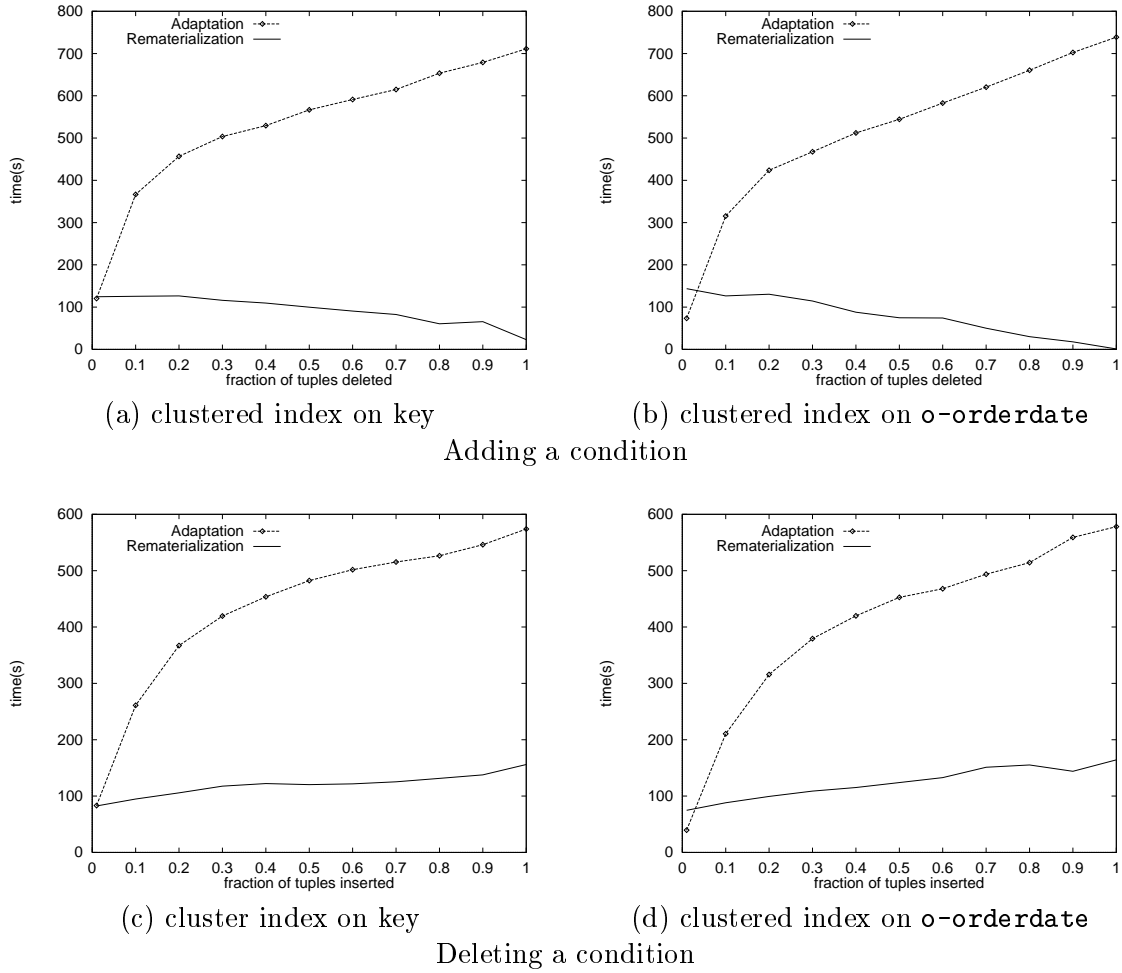 800
700
600
500
400
300
200
100
0
time(s)
Adaptation
Rematerialization
0 0.1 0.2 0.3 0.4 0.5 0.6 0.7 0.8 0.9 1
fraction of tuples deleted
(a) clustered index on key
800
700
600
500
400
300
200
100
0
time(s)
Adaptation
Rematerialization
0 0.1 0.2 0.3 0.4 0.5 0.6 0.7 0.8 0.9 1
fraction of tuples deleted
(b) clustered index on o-orderdate
Adding a condition
600
500
400
300
200
100
0
time(s)
Adaptation
Rematerialization
0 0.1 0.2 0.3 0.4 0.5 0.6 0.7 0.8 0.9 1
fraction of tuples inserted
(c) cluster index on key
600
500
400
300
200
100
0
time(s)
Adaptation
Rematerialization
0 0.1 0.2 0.3 0.4 0.5 0.6 0.7 0.8 0.9 1
fraction of tuples inserted
(d) clustered index on o-orderdate
Deleting a condition